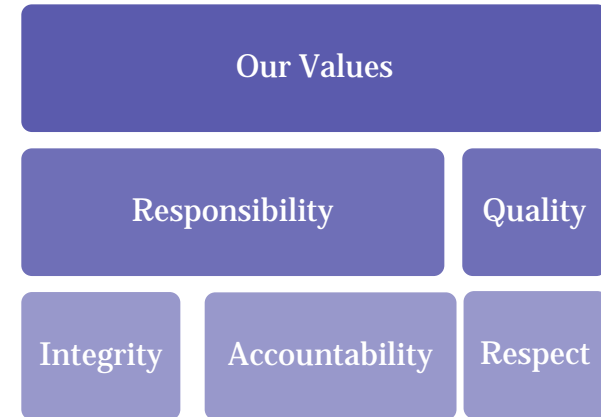 Our Values
Responsibility
Quality
Integrity
Accountability
Respect